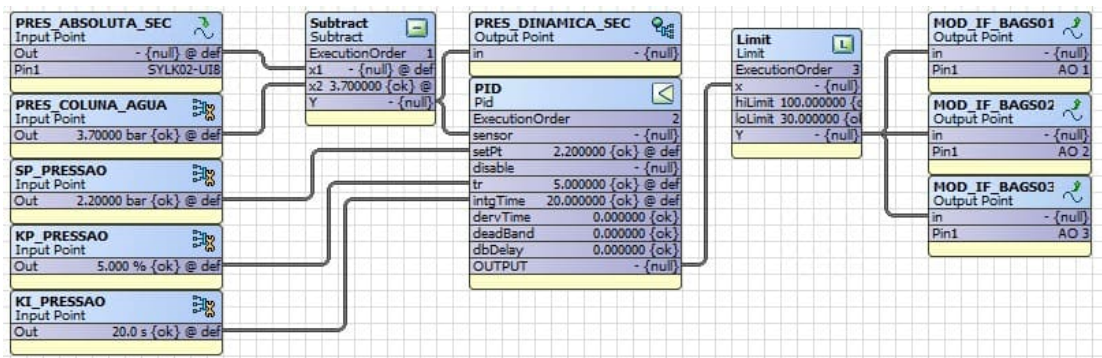 PRES_ABSOLUTA_SEC
Input Point
Out - {null} @ def
Pin1 SYLK02-UI8
PRES_COLUNA_AGUA
Input Point
Out 3.70000 bar {ok} @ def
SP_PRESSAO
Input Point
Out 2.20000 bar {ok} @ def
KP_PRESSAO
Input Point
Out 5.000 % {ok} @ def
KI_PRESSAO
Input Point
Out 20.0 s {ok} @ def
Subtract
Subtract
ExecutionOrder 1
x1 - {null} @ def
x2 3.700000 {ok} @
Y - {null}
PRES_DINAMICA_SEC
Output Point
in - {null}
PID
Pid
ExecutionOrder 2
sensor - {null}
setPt 2.200000 {ok} @ def
disable - {null}
tr 5.000000 {ok} @ def
intgTime 20.000000 {ok} @ def
dervTime 0.000000 {ok}
deadBand 0.000000 {ok}
dbDelay 0.000000 {ok}
OUTPUT - {null}
Limit
Limit
L
ExecutionOrder 3
x - {null}
hiLimit 100.000000 {o
loLimit 30.000000 {o
Y - {null}
MOD_IF_BAGS01
Output Point
in - {null}
Pin1 AO 1
MOD_IF_BAGS02
Output Point
in - {null}
Pin1 AO 2
MOD_IF_BAGS03
Output Point
in - {null}
Pin1 AO 3